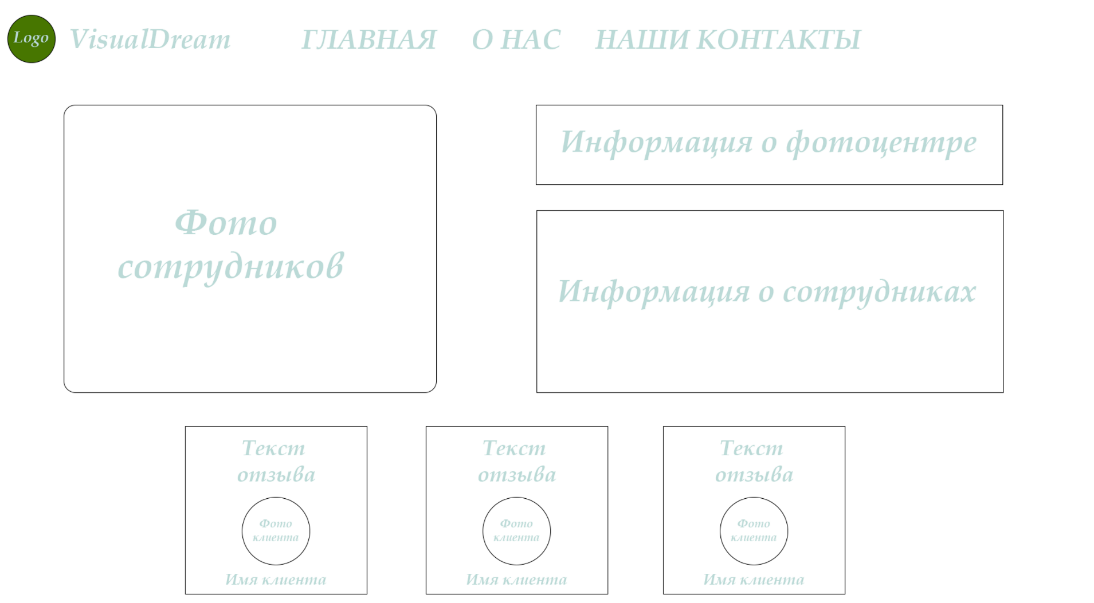 Logo VisualDream ГЛАВНАЯ О НАС НАШИ КОНТАКТЫ
Фото
сотрудников
Информация о фотоцентре
Информация о сотрудниках
Текст
отзыва
Фото
клиента
Имя клиента
Текст
отзыва
Фото
клиента
Имя клиента
Текст
отзыва
Фото
клиента
Имя клиента